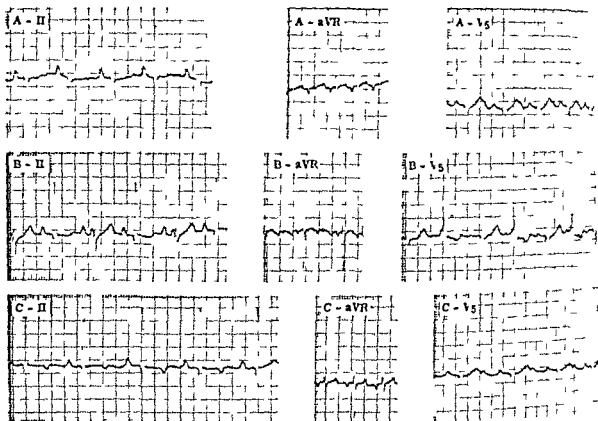 A - II
A - aVR
A - V5
B - II
B - aVR
B - V5
C - II
C - aVR
C - V5